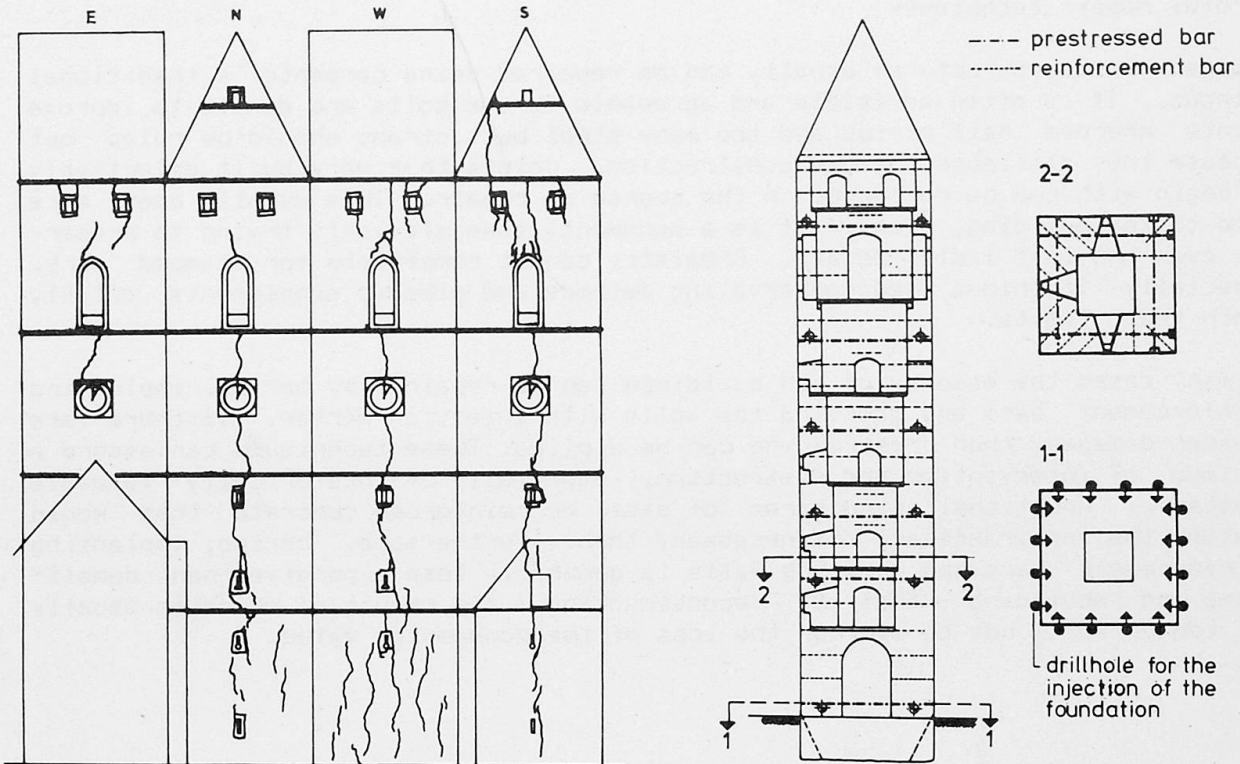 E N W S
prestressed bar
reinforcement bar
2-2
1-1
2 2
1 1
drillhole for the
injection of the
foundation